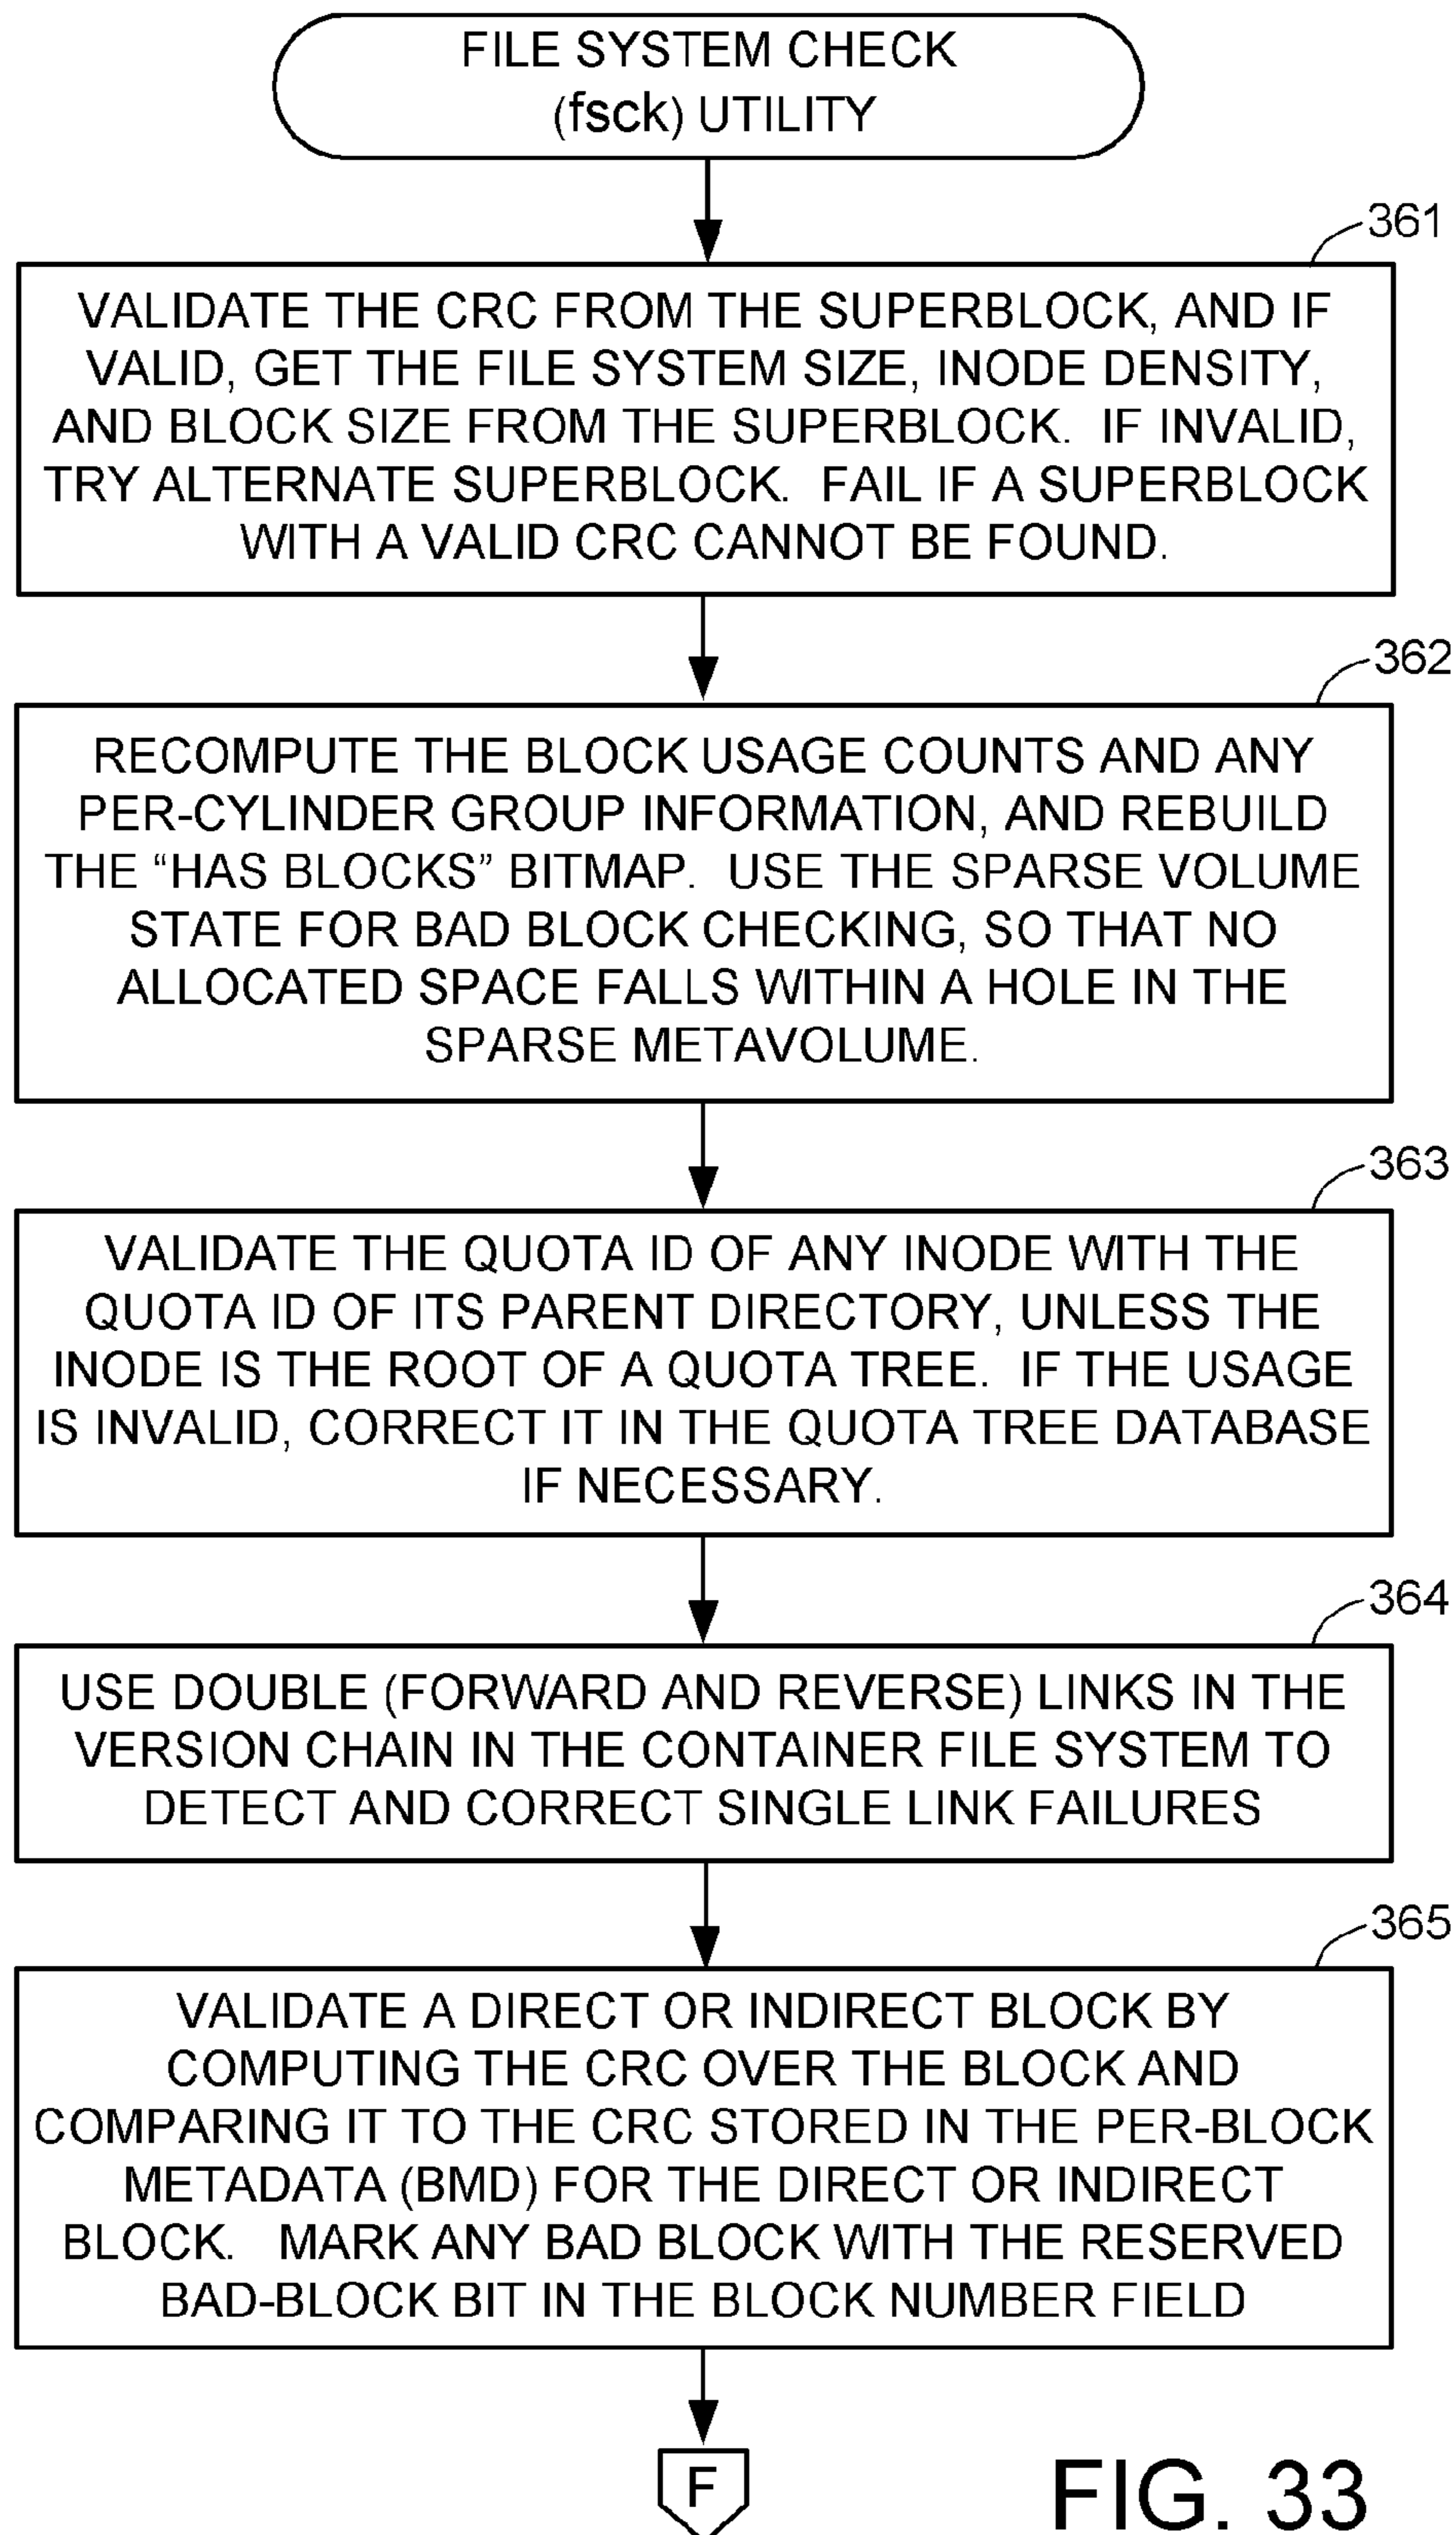 FILE SYSTEM CHECK
(fsck) UTILITY
361
VALIDATE THE CRC FROM THE SUPERBLOCK, AND IF
VALID, GET THE FILE SYSTEM SIZE, INODE DENSITY,
AND BLOCK SIZE FROM THE SUPERBLOCK. IF INVALID,
TRY ALTERNATE SUPERBLOCK. FAIL IF A SUPERBLOCK
WITH A VALID CRC CANNOT BE FOUND.
362
RECOMPUTE THE BLOCK USAGE COUNTS AND ANY
PER-CYLINDER GROUP INFORMATION, AND REBUILD
THE “HAS BLOCKS” BITMAP. USE THE SPARSE VOLUME
STATE FOR BAD BLOCK CHECKING, SO THAT NO
ALLOCATED SPACE FALLS WITHIN A HOLE IN THE
SPARSE METAVOLUME.
363
VALIDATE THE QUOTA ID OF ANY INODE WITH THE
QUOTA ID OF ITS PARENT DIRECTORY, UNLESS THE
INODE IS THE ROOT OF A QUOTA TREE. IF THE USAGE
IS INVALID, CORRECT IT IN THE QUOTA TREE DATABASE
IF NECESSARY.
364
USE DOUBLE (FORWARD AND REVERSE) LINKS IN THE
VERSION CHAIN IN THE CONTAINER FILE SYSTEM TO
DETECT AND CORRECT SINGLE LINK FAILURES
365
VALIDATE A DIRECT OR INDIRECT BLOCK BY
COMPUTING THE CRC OVER THE BLOCK AND
COMPARING IT TO THE CRC STORED IN THE PER-BLOCK
METADATA (BMD) FOR THE DIRECT OR INDIRECT
BLOCK. MARK ANY BAD BLOCK WITH THE RESERVED
BAD-BLOCK BIT IN THE BLOCK NUMBER FIELD
F
FIG. 33